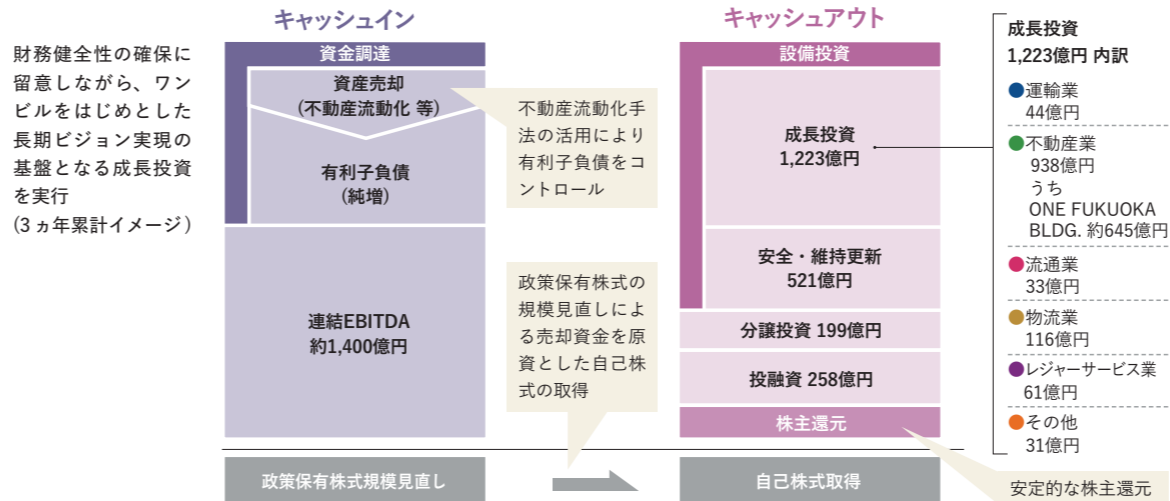 財務健全性の確保に
留意しながら、ワン
ビルをはじめとした
長期ビジョン実現の
基盤となる成長投資
を実行
(3ヵ年累計イメージ)
キャッシュイン
資金調達
資産売却
(不動産流動化 等)
有利子負債
(純増)
連結EBITDA
約1,400億円
政策保有株式規模見直し
不動産流動化手
法の活用により
有利子負債をコ
ントロール
政策保有株式の
規模見直しによ
る売却資金を原
資とした自己株
式の取得
キャッシュアウト
設備投資
成長投資
1,223億円
安全・維持更新
521億円
分譲投資 199億円
投融資 258億円
株主還元
自己株式取得
成長投資
1,223億円 内訳
●運輸業
44億円
●不動産業
938億円
うち
ONE FUKUOKA
BLDG. 約645億円
●流通業
33億円
●物流業
116億円
●レジャーサービス業
61億円
●その他
31億円
安定的な株主還元